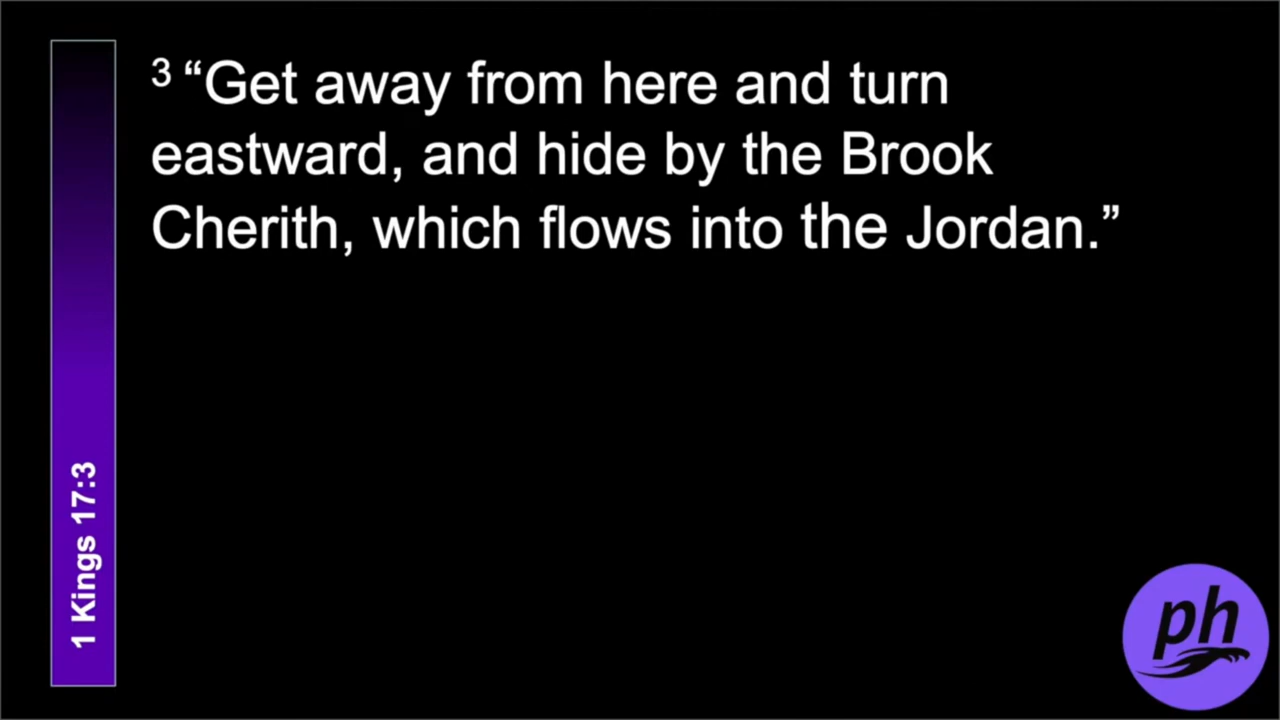 3 “Get away from here and turn
eastward, and hide by the Brook
Cherith, which flows into the Jordan.”
1 Kings 17:3
ph